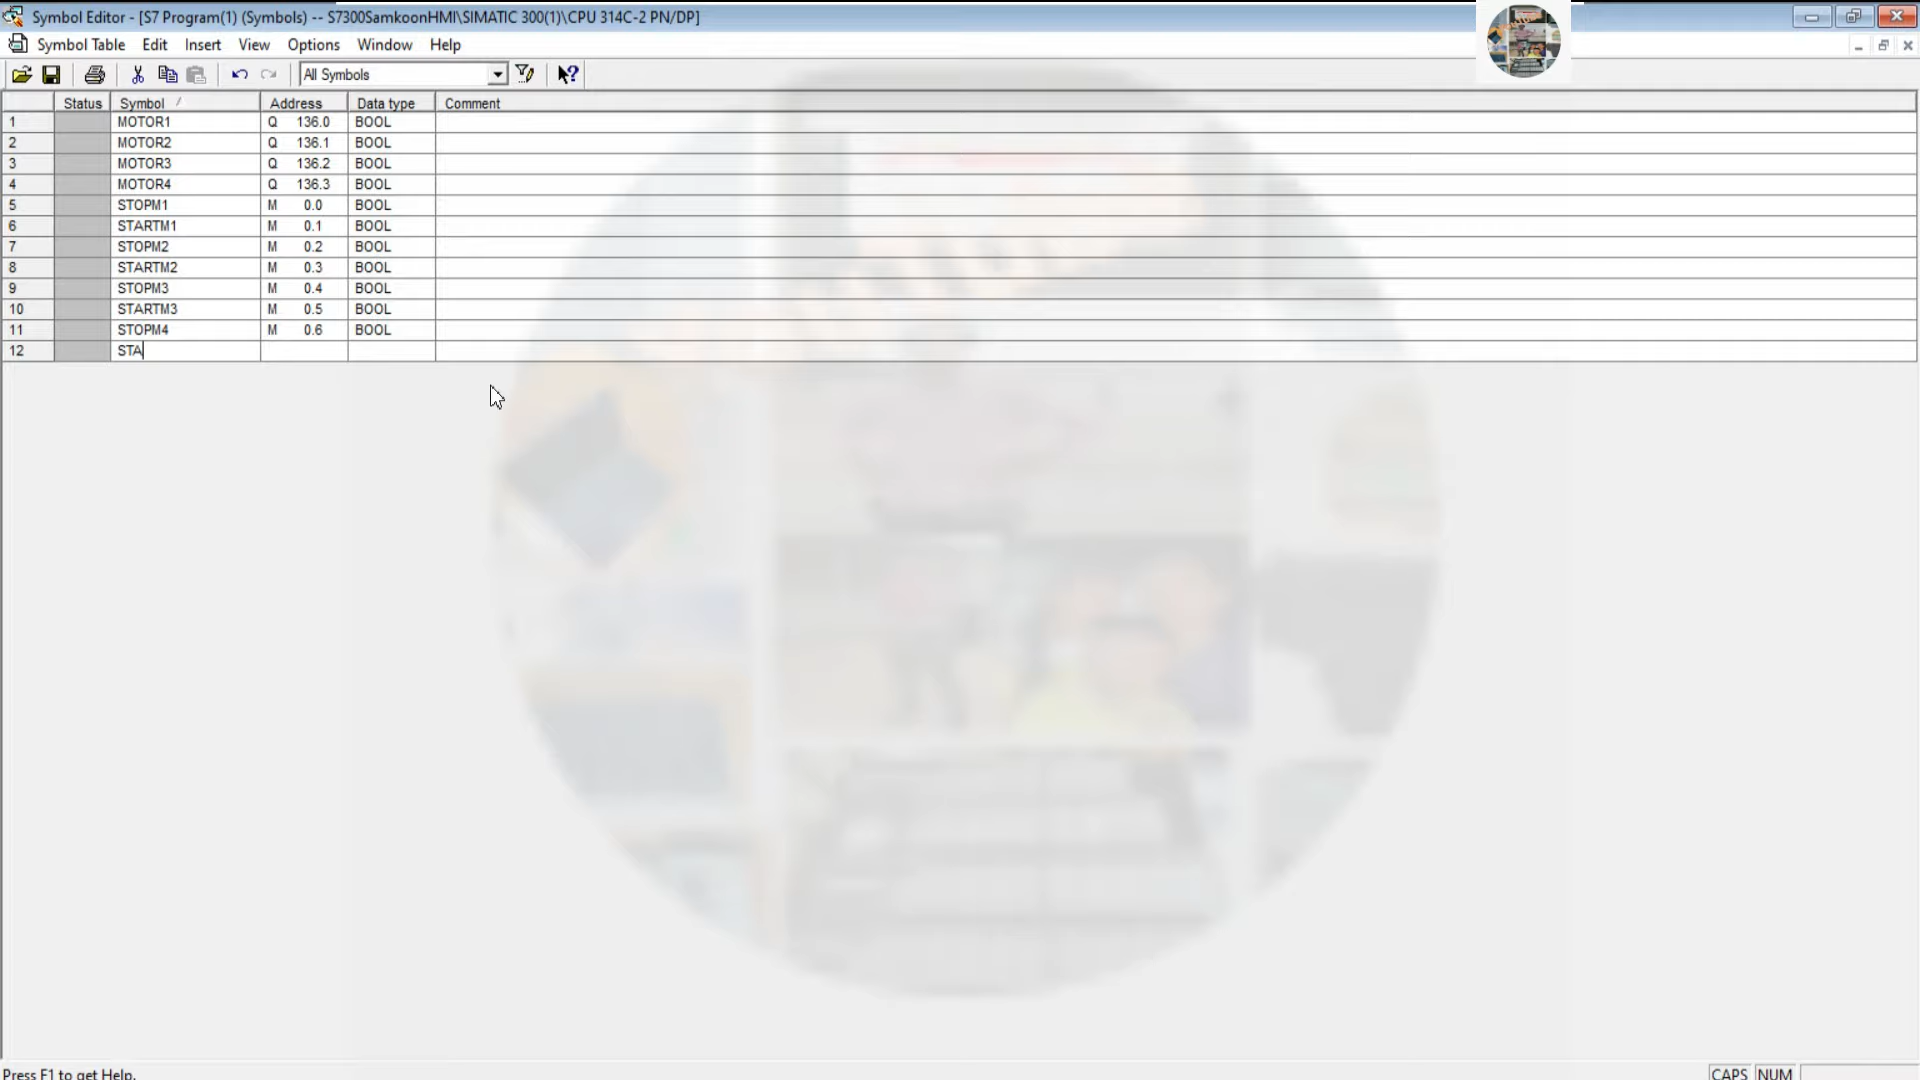 Symbol Editor - [S7 Program(1) (Symbols) -- S7300SamkoonHMI\SIMATIC 300(1)\CPU 314C-2 PN/DP]
Symbol Table Edit Insert View Options Window Help
All Symbols
Status Symbol / Address Data type Comment
1 MOTOR1 Q 136.0 BOOL
2 MOTOR2 Q 136.1 BOOL
3 MOTOR3 Q 136.2 BOOL
4 MOTOR4 Q 136.3 BOOL
5 STOPM1 M 0.0 BOOL
6 STARTM1 M 0.1 BOOL
7 STOPM2 M 0.2 BOOL
8 STARTM2 M 0.3 BOOL
9 STOPM3 M 0.4 BOOL
10 STARTM3 M 0.5 BOOL
11 STOPM4 M 0.6 BOOL
12 STA
Press F1 to get Help. CAPS NUM